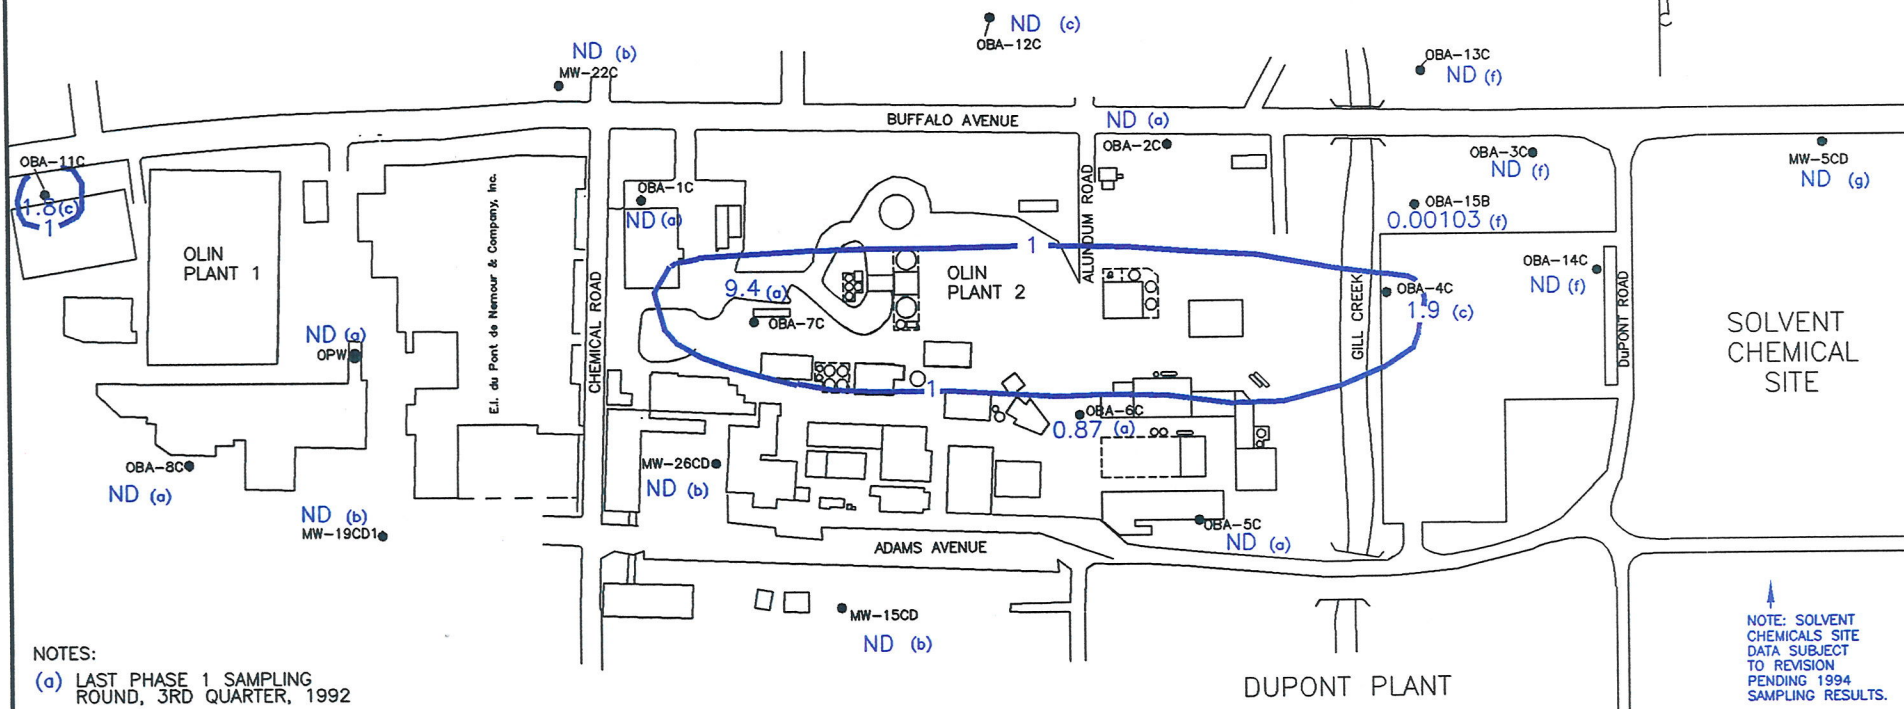 ND (c)
OBA-12C
ND (b)
MW-22C
OBA-13C
ND (f)
BUFFALO AVENUE
ND (a)
OBA-2C
OBA-3C
ND (f)
MW-5CD
ND (g)
OBA-11C
1.8(c)
1
OBA-1C
ND (a)
OBA-15B
0.00103 (f)
ALUNDUM ROAD
E.I. du Pont de Nemour & Company, Inc.
OLIN
PLANT 1
1
OLIN
PLANT 2
9.4 (a)
OBA-7C
OBA-14C
ND (f)
OBA-4C
1.9 (c)
GILL CREEK
DuPONT ROAD
CHEMICAL ROAD
SOLVENT
CHEMICAL
SITE
ND (a)
OPW
1
OBA-6C
0.87 (a)
OBA-8C
ND (a)
MW-26CD
ND (b)
ND (b)
MW-19CD1
OBA-5C
ND (a)
ADAMS AVENUE
MW-15CD
ND (b)
NOTES:
(a) LAST PHASE 1 SAMPLING
ROUND, 3RD QUARTER, 1992
DUPONT PLANT
NOTE: SOLVENT
CHEMICALS SITE
DATA SUBJECT
TO REVISION
PENDING 1994
SAMPLING RESULTS.